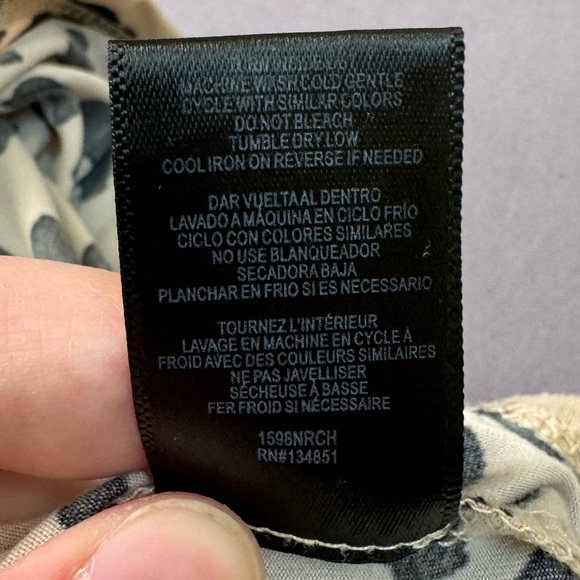 MACHINE WASH COLD GENTLE
CYCLE WITH SIMILAR COLORS
DO NOT BLEACH
TUMBLE DRY LOW
COOL IRON ON REVERSE IF NEEDED
DAR VUELTA AL DENTRO
LAVADO A MÁQUINA EN CICLO FRÍO
CICLO CON COLORES SIMILARES
NO USE BLANQUEADOR
SECADORA BAJA
PLANCHAR EN FRIO SI ES NECESSARIO
TOURNEZ L'INTÉRIEUR
LAVAGE EN MACHINE EN CYCLE À
FROID AVEC DES COULEURS SIMILAIRES
NE PAS JAVELLISER
SÉCHEUSE À BASSE
FER FROID SI NÉCESSAIRE
1598NRCH
RN#134851